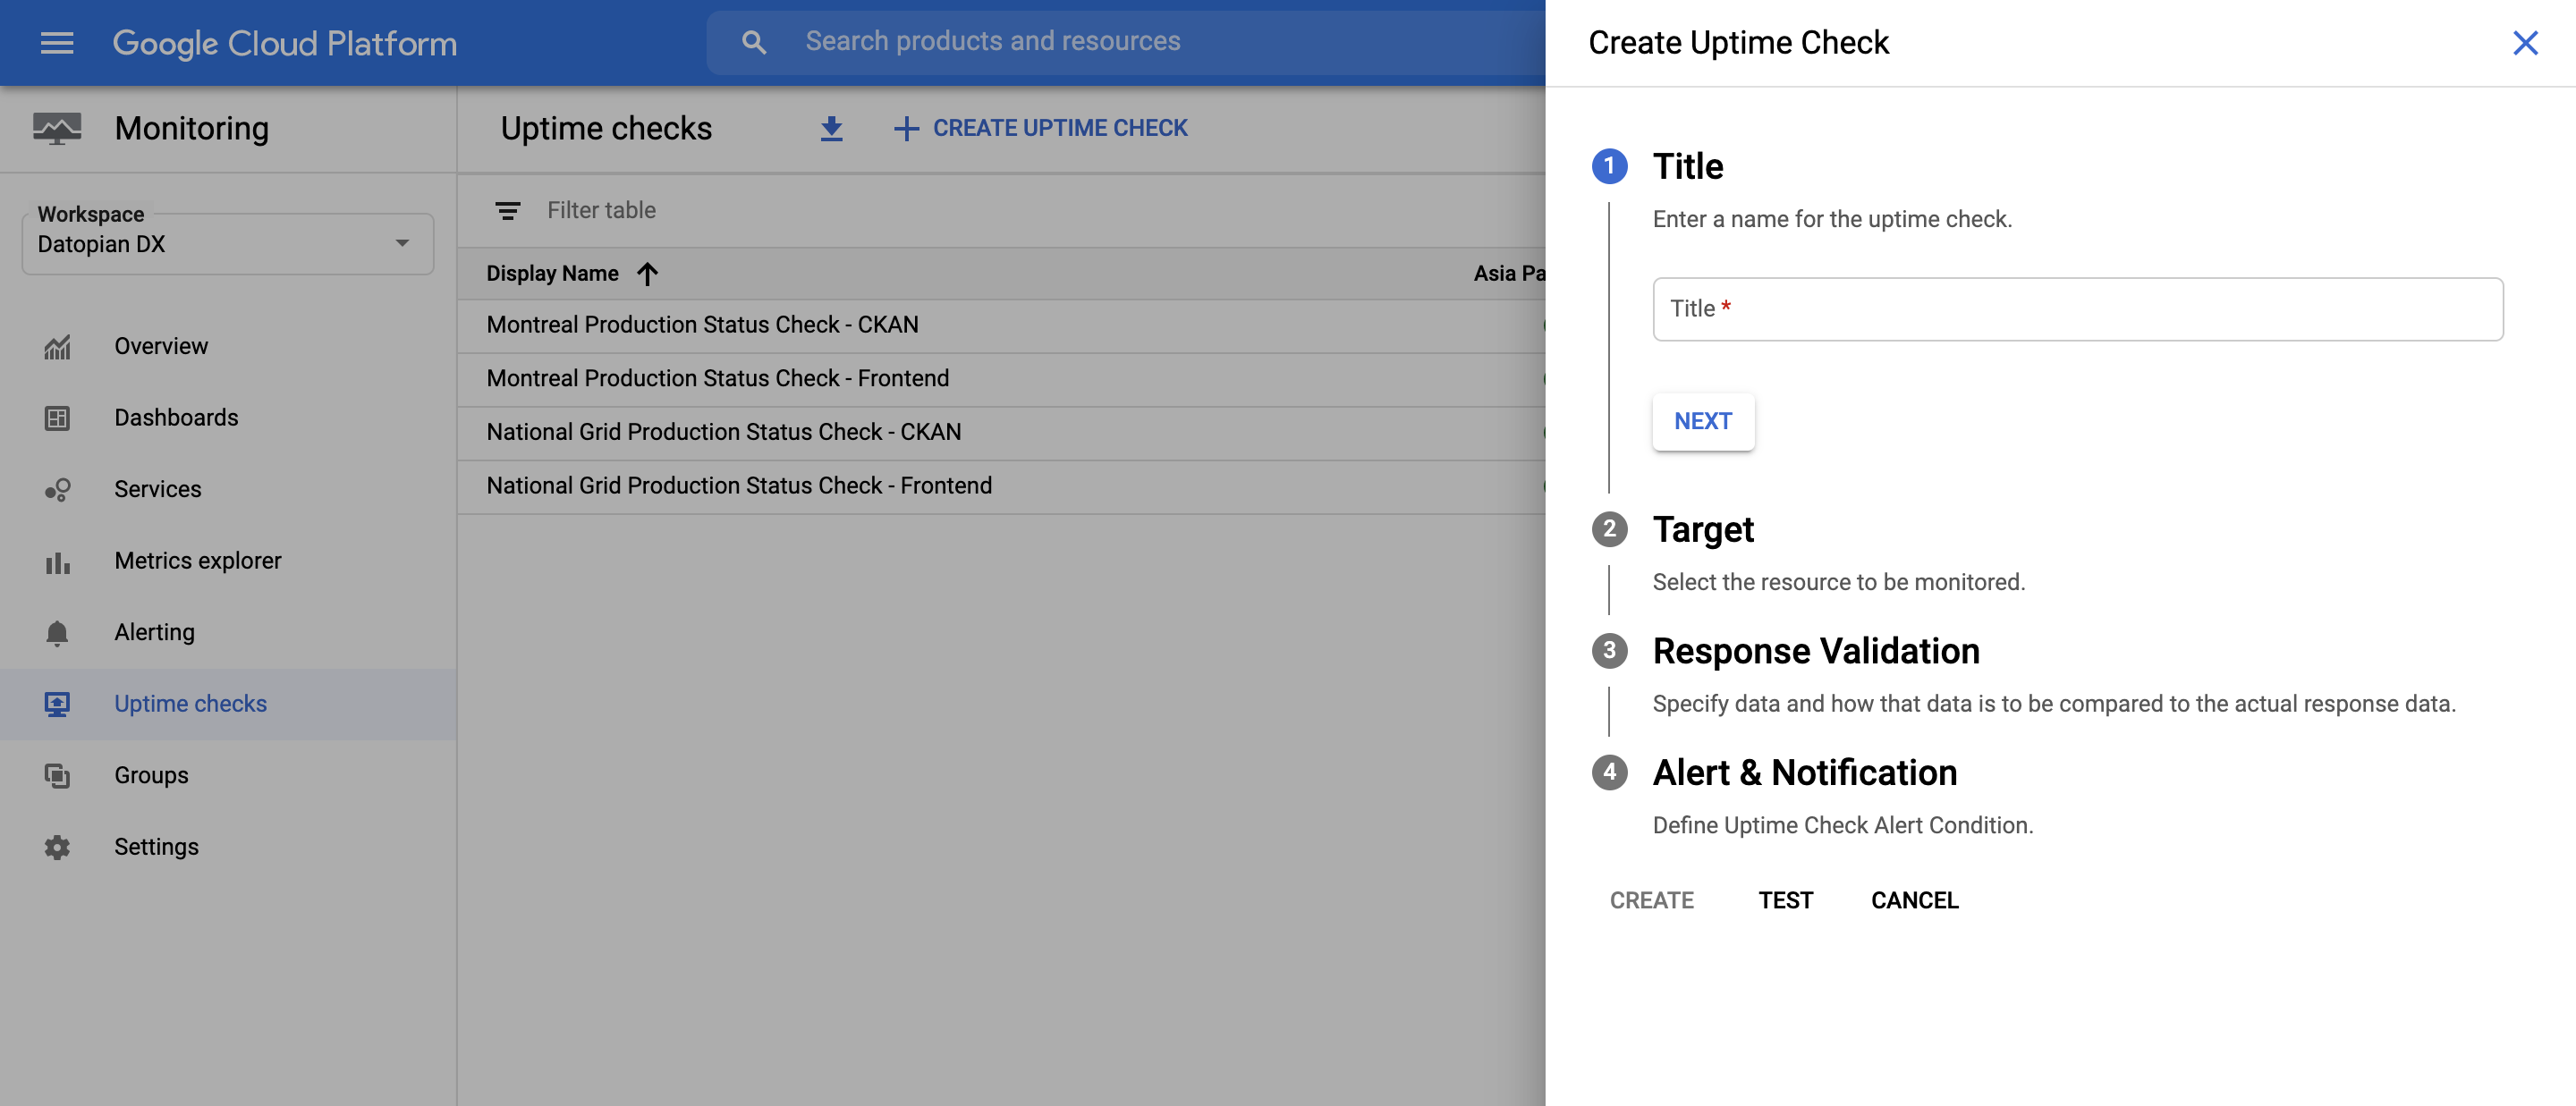 Google Cloud Platform
Search products and resources
Monitoring
Workspace
Datopian DX
Overview
Dashboards
Services
Metrics explorer
Alerting
Uptime checks
Groups
Settings
Uptime checks
CREATE UPTIME CHECK
Filter table
Display Name
Asia Pa
Montreal Production Status Check - CKAN
Montreal Production Status Check - Frontend
National Grid Production Status Check - CKAN
National Grid Production Status Check - Frontend
Create Uptime Check
1 Title
Enter a name for the uptime check.
Title *
NEXT
2 Target
Select the resource to be monitored.
3 Response Validation
Specify data and how that data is to be compared to the actual response data.
4 Alert & Notification
Define Uptime Check Alert Condition.
CREATE TEST CANCEL